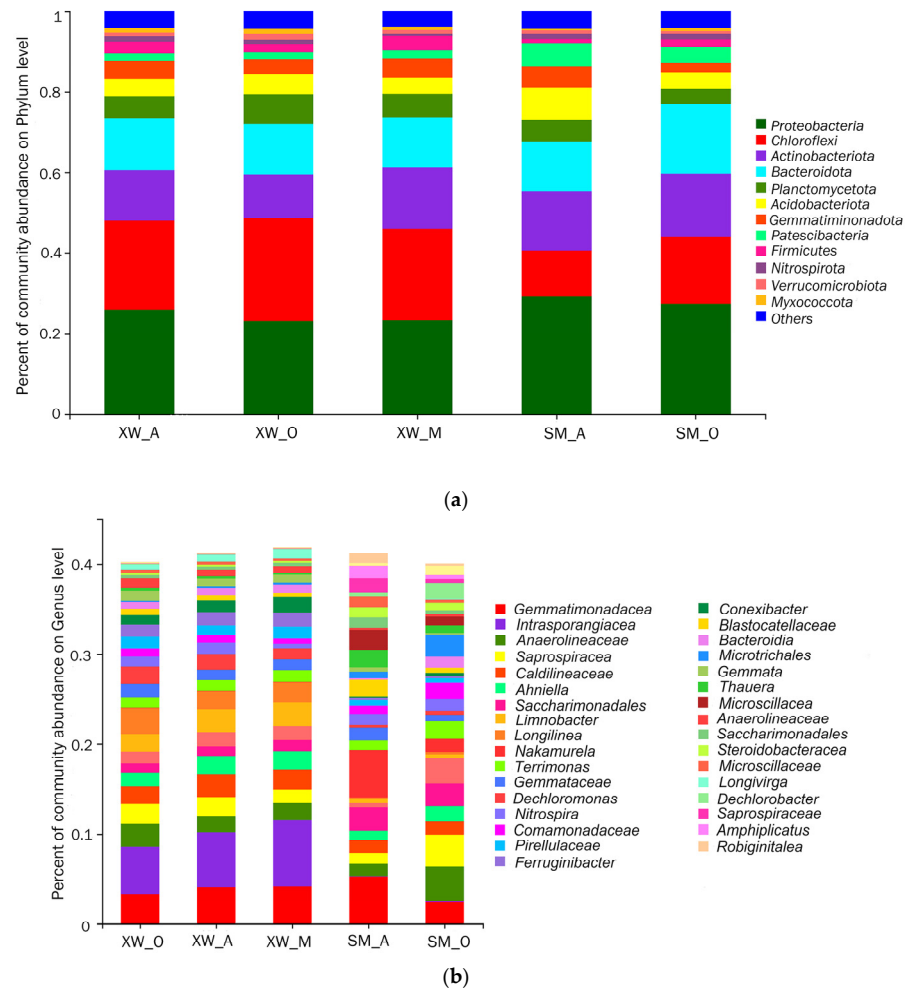 Percent of community abundance on Phylum level
1
0.8
0.6
0.4
0.2
0
XW_A
XW_O
XW_M
SM_A
SM_O
Proteobacteria
Chloroflexi
Actinobacteriota
Bacteroidota
Planctomycetota
Acidobacteriota
Gemmatiminonadota
Patescibacteria
Firmicutes
Nitrospirota
Verrucomicrobiota
Myxococcota
Others
(a)
Percent of community abundance on Genus level
0.4
0.3
0.2
0.1
0
XW_O
XW_A
XW_M
SM_A
SM_O
Gemmatimonadacea
Intrasporangiacea
Anaerolineaceae
Saprospiracea
Caldilineaceae
Ahniella
Saccharimonadales
Limnobacter
Longilinea
Nakamurela
Terrimonas
Gemmataceae
Dechloromonas
Nitrospira
Comamonadaceae
Pirellulaceae
Ferruginibacter
Conexibacter
Blastocatellaceae
Bacteroidia
Microtrichales
Gemmata
Thauera
Microscillacea
Anaerolineaceae
Saccharimonadales
Steroidobacteracea
Microscillaceae
Longivirga
Dechlorobacter
Saprospiraceae
Amphiplicatus
Robiginitalea
(b)